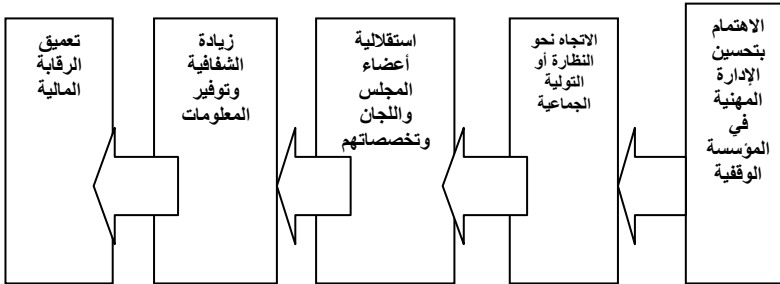 الاهتمام
بتحسين
الإدارة
المهنية
في
المؤسسة
الوقفية
الاتجاه نحو
النظارة أو
التولية
الجماعية
استقلالية
أعضاء
المجلس
واللجان
وتخصصاتهم
زيادة
الشفافية
وتوفير
المعلومات
تعميق
الرقابة
المالية